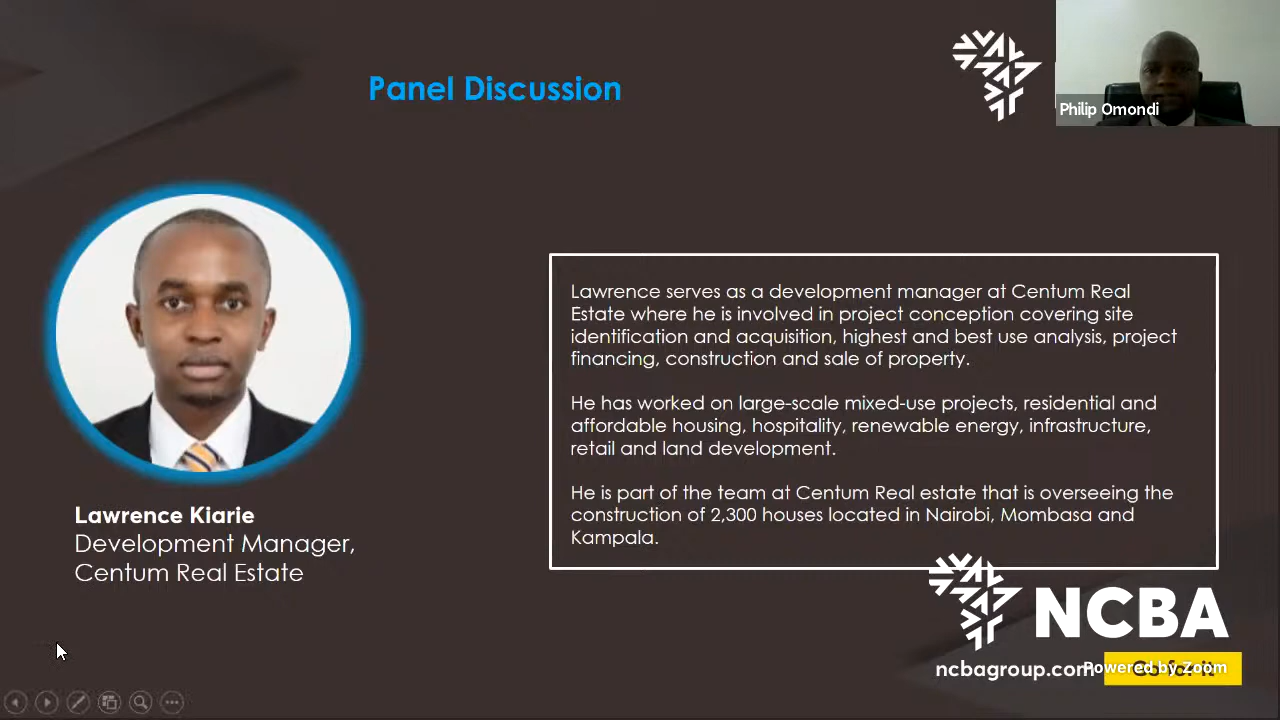 Panel Discussion
Philip Omondi
Lawrence serves as a development manager at Centum Real
Estate where he is involved in project conception covering site
identification and acquisition, highest and best use analysis, project
financing, construction and sale of property.
He has worked on large-scale mixed-use projects, residential and
affordable housing, hospitality, renewable energy, infrastructure,
retail and land development.
He is part of the team at Centum Real estate that is overseeing the
construction of 2,300 houses located in Nairobi, Mombasa and
Kampala.
Lawrence Kiarie
Development Manager,
Centum Real Estate
NCBA
ncbagroup.com
Go for it
Powered by Zoom